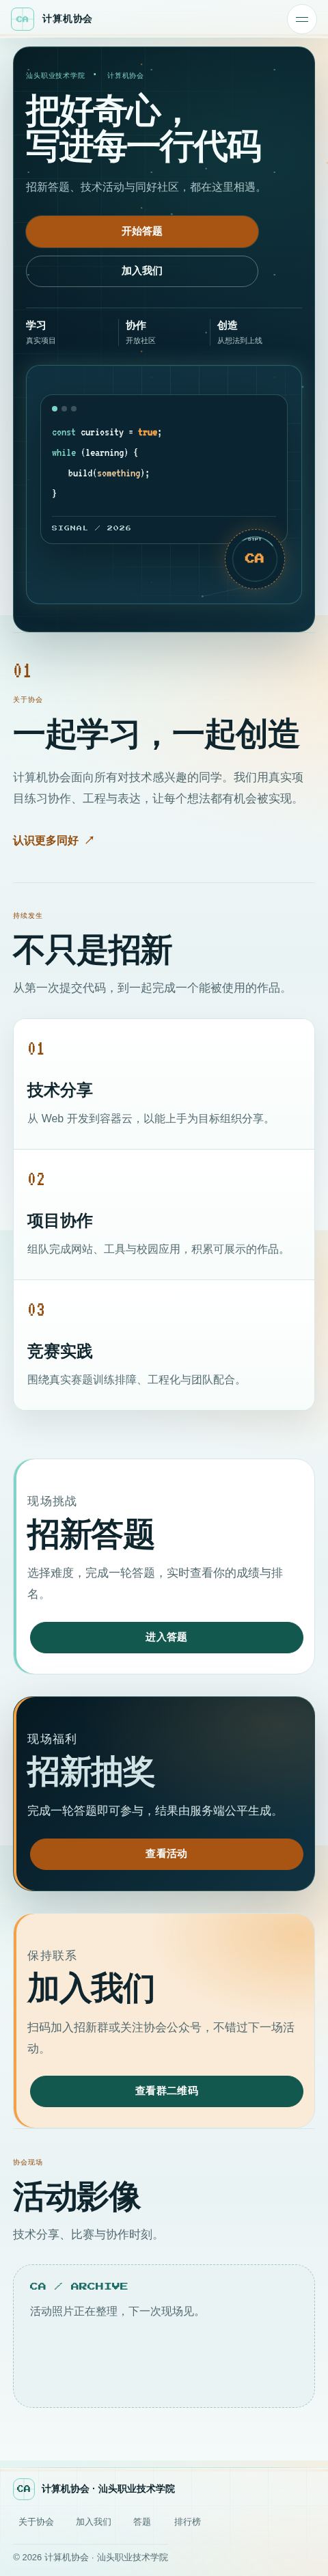 CA 计算机协会
汕头职业技术学院 • 计算机协会
把好奇心，
写进每一行代码
招新答题、技术活动与同好社区，都在这里相遇。
开始答题
加入我们
学习 协作 创造
真实项目 开放社区 从想法到上线
const curiosity = true;
while (learning) {
build(something);
}
SIGNAL / 2026
CA
01
关于协会
一起学习，一起创造
计算机协会面向所有对技术感兴趣的同学。我们用真实项
目练习协作、工程与表达，让每个想法都有机会被实现。
认识更多同好 ↗
持续发生
不只是招新
从第一次提交代码，到一起完成一个能被使用的作品。
01
技术分享
从 Web 开发到容器云，以能上手为目标组织分享。
02
项目协作
组队完成网站、工具与校园应用，积累可展示的作品。
03
竞赛实践
围绕真实赛题训练排障、工程化与团队配合。
现场挑战
招新答题
选择难度，完成一轮答题，实时查看你的成绩与排
名。
进入答题
现场福利
招新抽奖
完成一轮答题即可参与，结果由服务端公平生成。
查看活动
保持联系
加入我们
扫码加入招新群或关注协会公众号，不错过下一场活
动。
查看群二维码
协会现场
活动影像
技术分享、比赛与协作时刻。
CA / ARCHIVE
活动照片正在整理，下一次现场见。
CA 计算机协会 · 汕头职业技术学院
关于协会 加入我们 答题 排行榜
© 2026 计算机协会 · 汕头职业技术学院